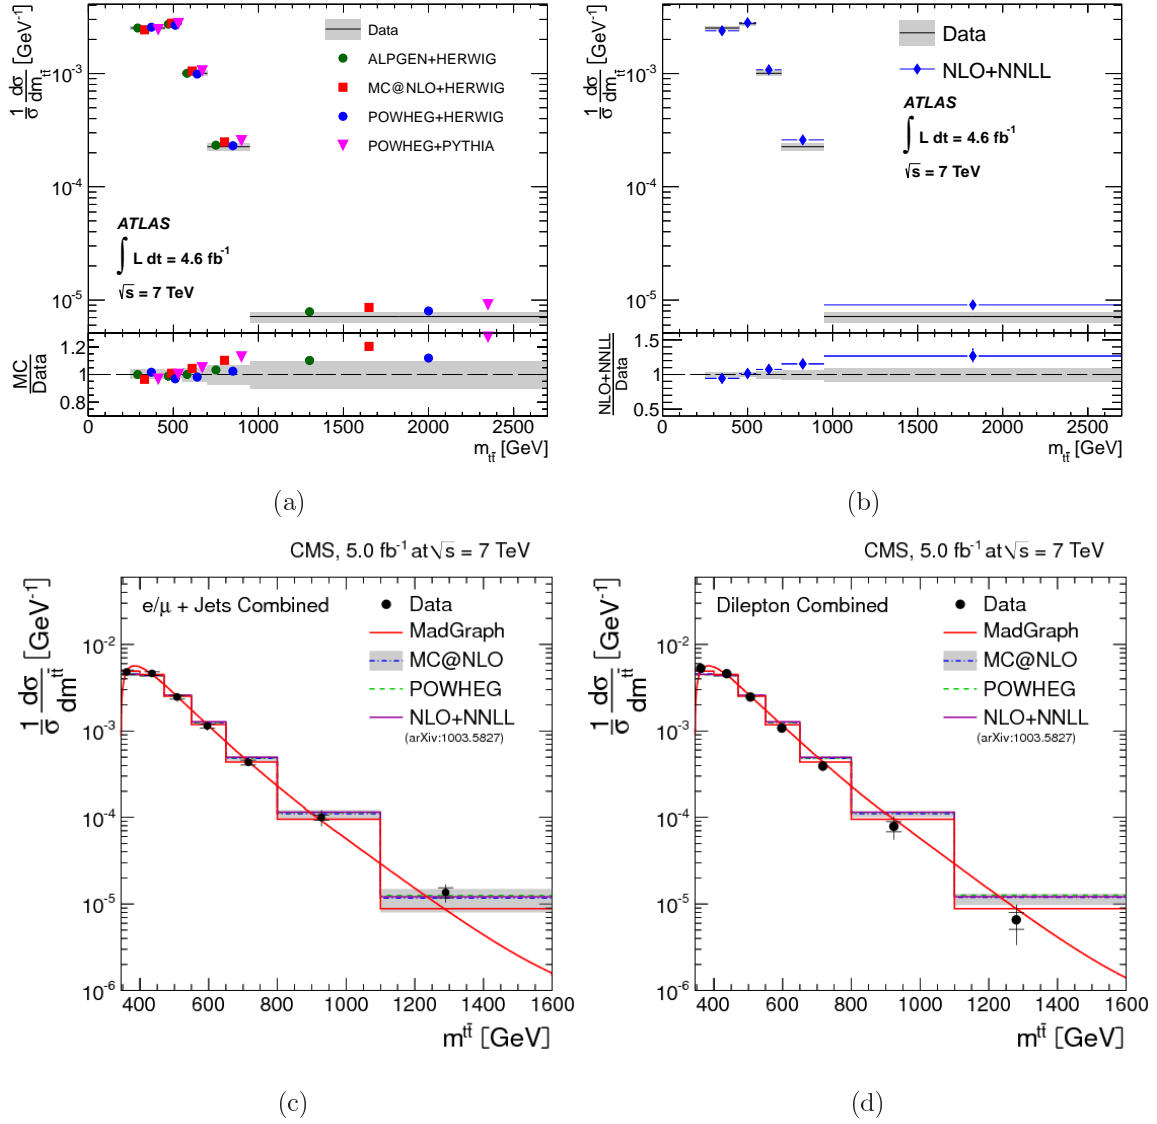 1/σ dσ/dm_tt̄ [GeV⁻¹]
10⁻³
10⁻⁴
10⁻⁵
Data
ALPGEN+HERWIG
MC@NLO+HERWIG
POWHEG+HERWIG
POWHEG+PYTHIA
ATLAS
∫ L dt = 4.6 fb⁻¹
√s = 7 TeV
MC/Data
1.2
1
0.8
0 500 1000 1500 2000 2500
m_tt̄ [GeV]
(a)
1/σ dσ/dm_tt̄ [GeV⁻¹]
10⁻³
10⁻⁴
10⁻⁵
Data
NLO+NNLL
ATLAS
∫ L dt = 4.6 fb⁻¹
√s = 7 TeV
NLO+NNLL/Data
1.5
1
0.5
0 500 1000 1500 2000 2500
m_tt̄ [GeV]
(b)
CMS, 5.0 fb⁻¹ at √s = 7 TeV
1/σ dσ/dm^tt̄ [GeV⁻¹]
e/μ + Jets Combined
Data
MadGraph
MC@NLO
POWHEG
NLO+NNLL
(arXiv:1003.5827)
10⁻²
10⁻³
10⁻⁴
10⁻⁵
10⁻⁶
400 600 800 1000 1200 1400 1600
m^tt̄ [GeV]
(c)
CMS, 5.0 fb⁻¹ at √s = 7 TeV
1/σ dσ/dm^tt̄ [GeV⁻¹]
Dilepton Combined
Data
MadGraph
MC@NLO
POWHEG
NLO+NNLL
(arXiv:1003.5827)
10⁻²
10⁻³
10⁻⁴
10⁻⁵
10⁻⁶
400 600 800 1000 1200 1400 1600
m^tt̄ [GeV]
(d)